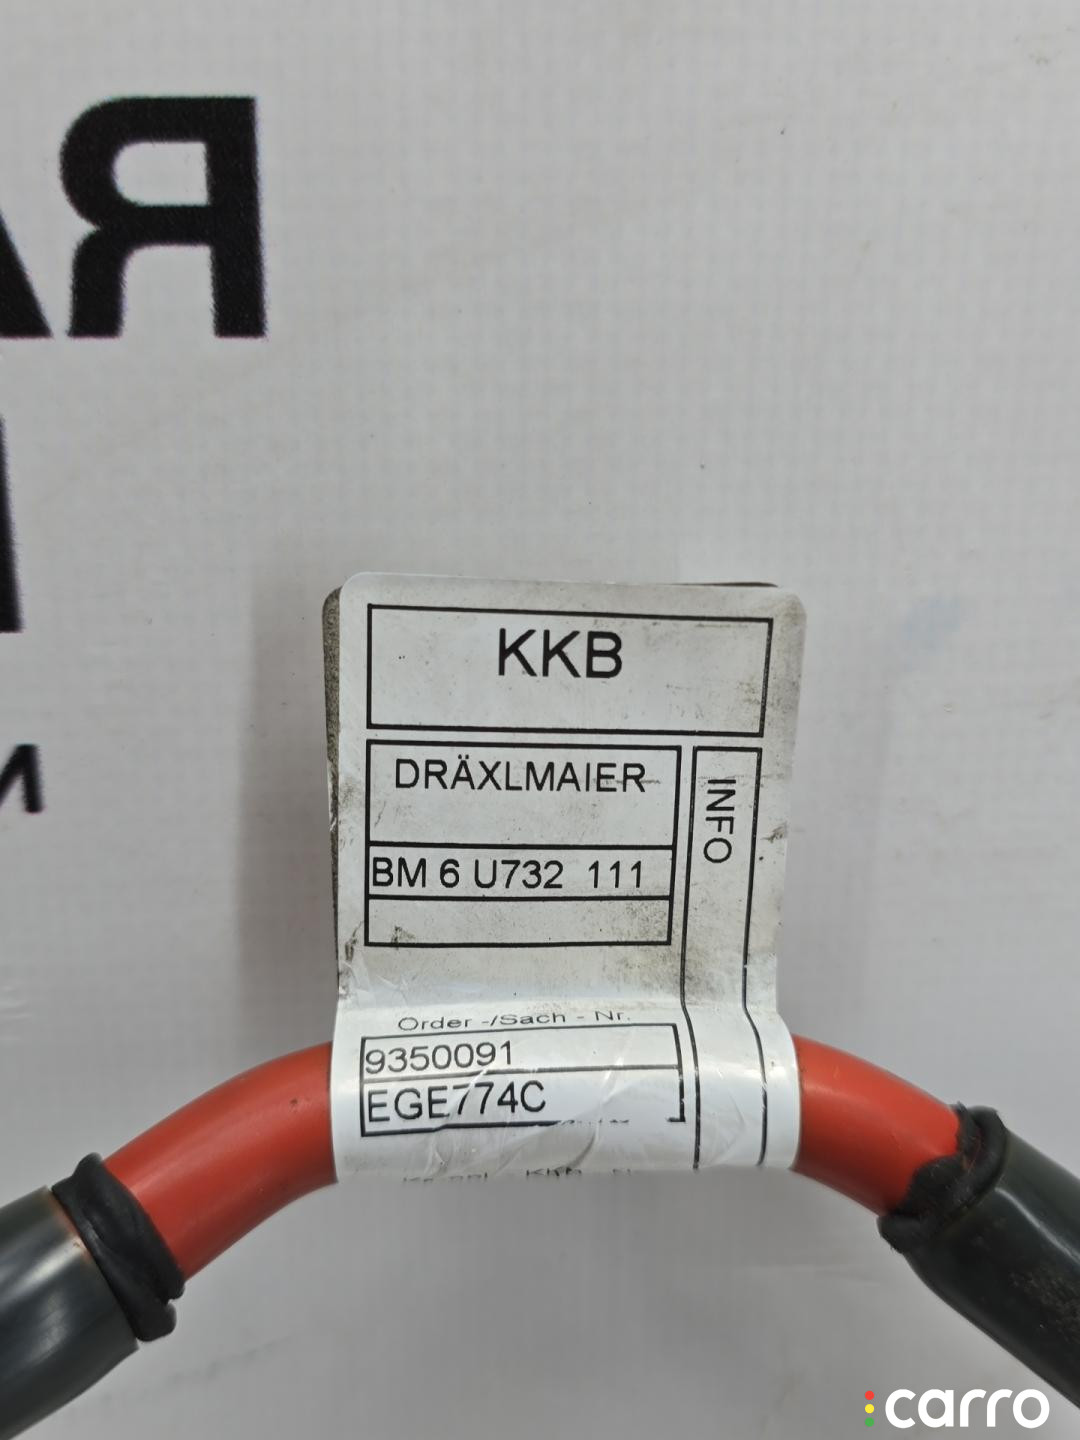 Я
И
KKB
DRÄXLMAIER
BM 6 U732 111
INFO
Order -/Sach - Nr.
9350091
EGE774C
carro